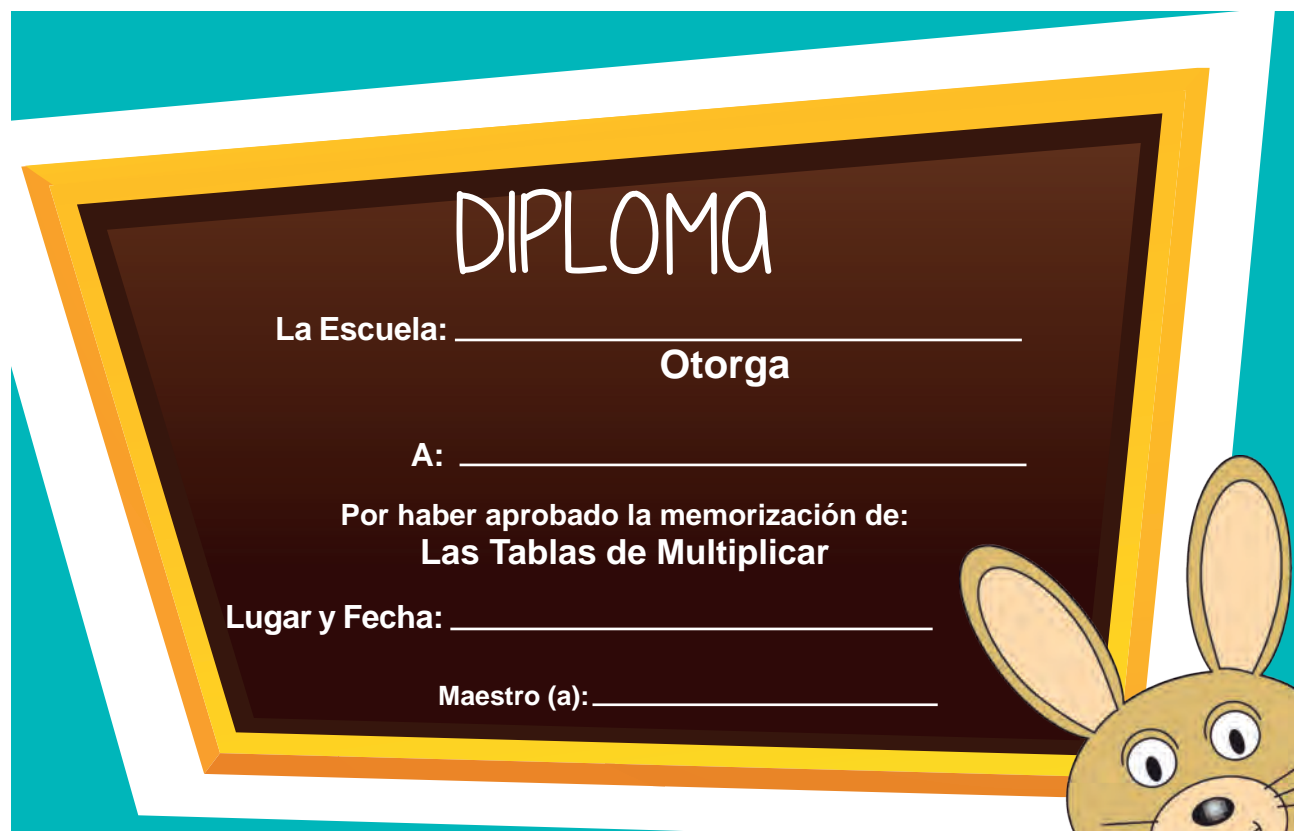 DIPLOMA
La Escuela:
Otorga
A:
Por haber aprobado la memorización de:
Las Tablas de Multiplicar
Lugar y Fecha:
Maestro (a):